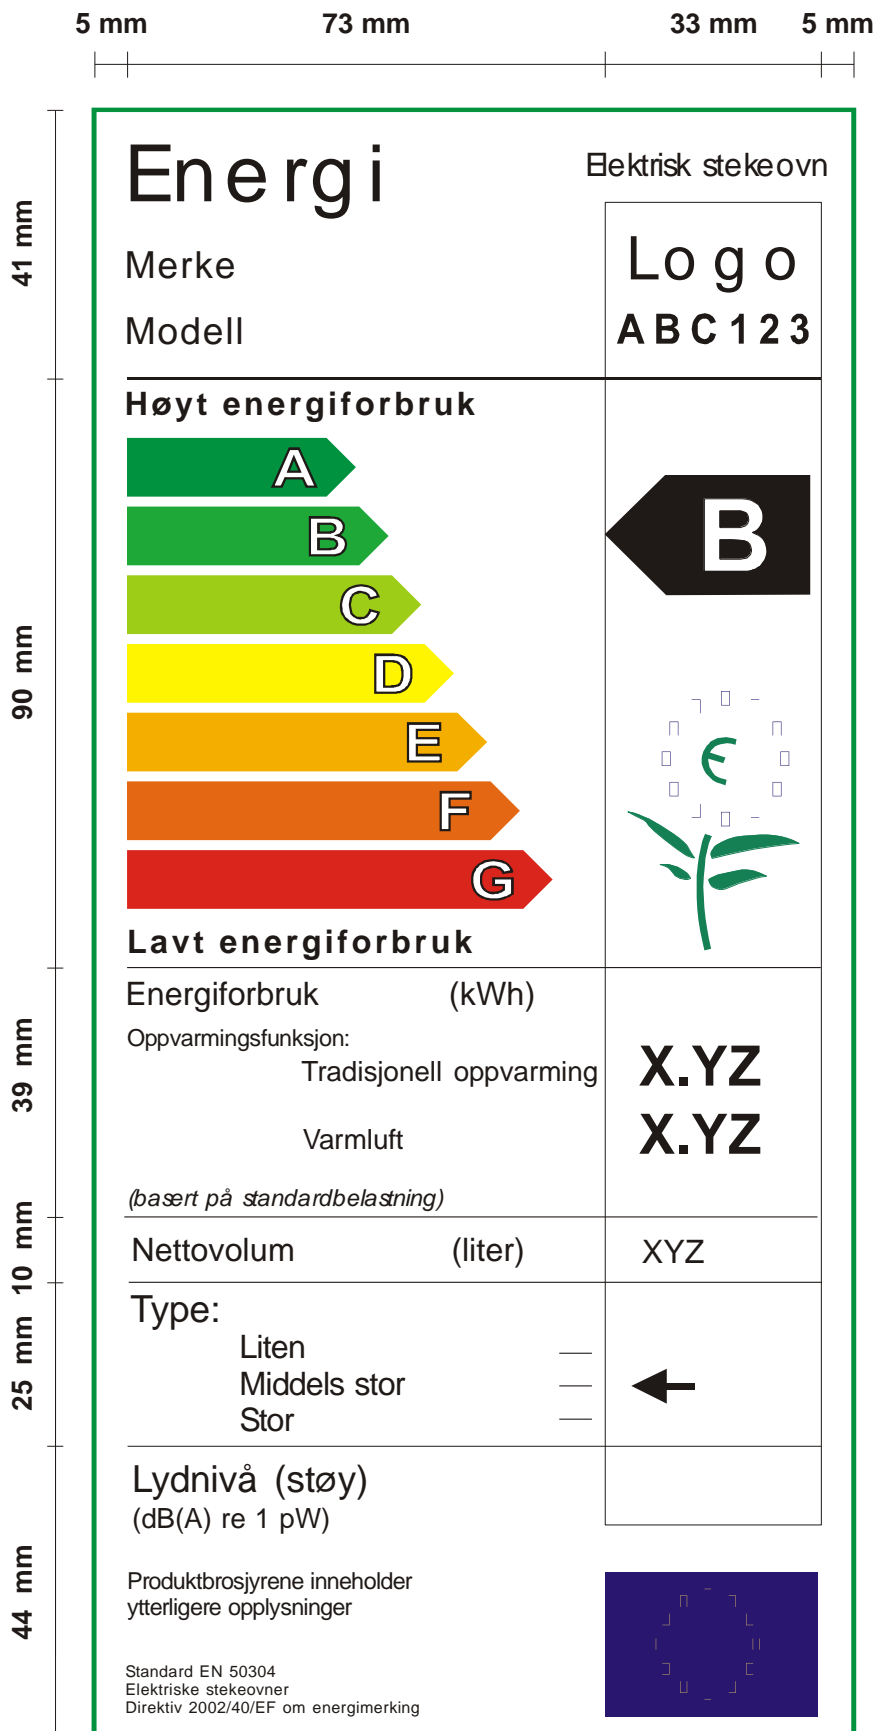 5 mm 73 mm 33 mm 5 mm
41 mm
90 mm
39 mm
10 mm
25 mm
44 mm
Energi
Elektrisk stekeovn
Merke
Logo
Modell
ABC123
Høyt energiforbruk
A
B
B
C
D
E
F
G
Lavt energiforbruk
Energiforbruk (kWh)
Oppvarmingsfunksjon:
Tradisjonell oppvarming X.YZ
Varmluft X.YZ
(basert på standardbelastning)
Nettovolum (liter) XYZ
Type:
Liten —
Middels stor —
Stor —
Lydnivå (støy)
(dB(A) re 1 pW)
Produktbrosjyrene inneholder
ytterligere opplysninger
Standard EN 50304
Elektriske stekeovner
Direktiv 2002/40/EF om energimerking